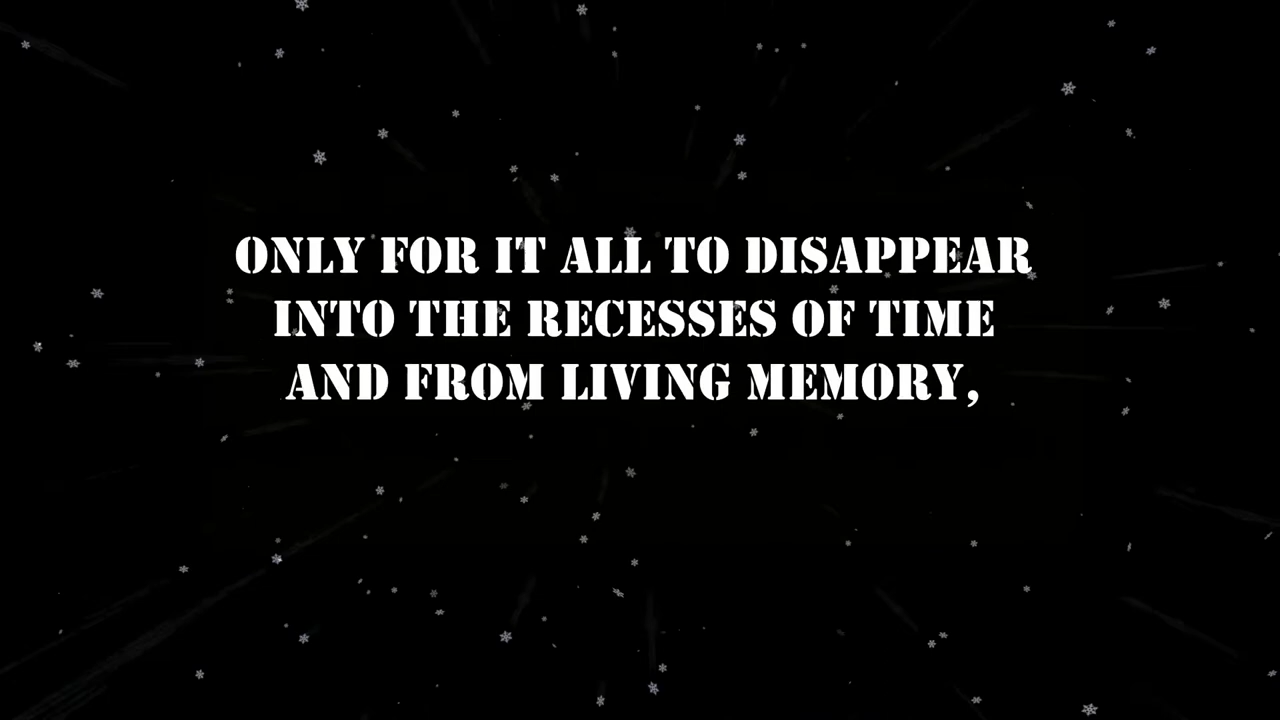 ONLY FOR IT ALL TO DISAPPEAR
INTO THE RECESSES OF TIME
AND FROM LIVING MEMORY,